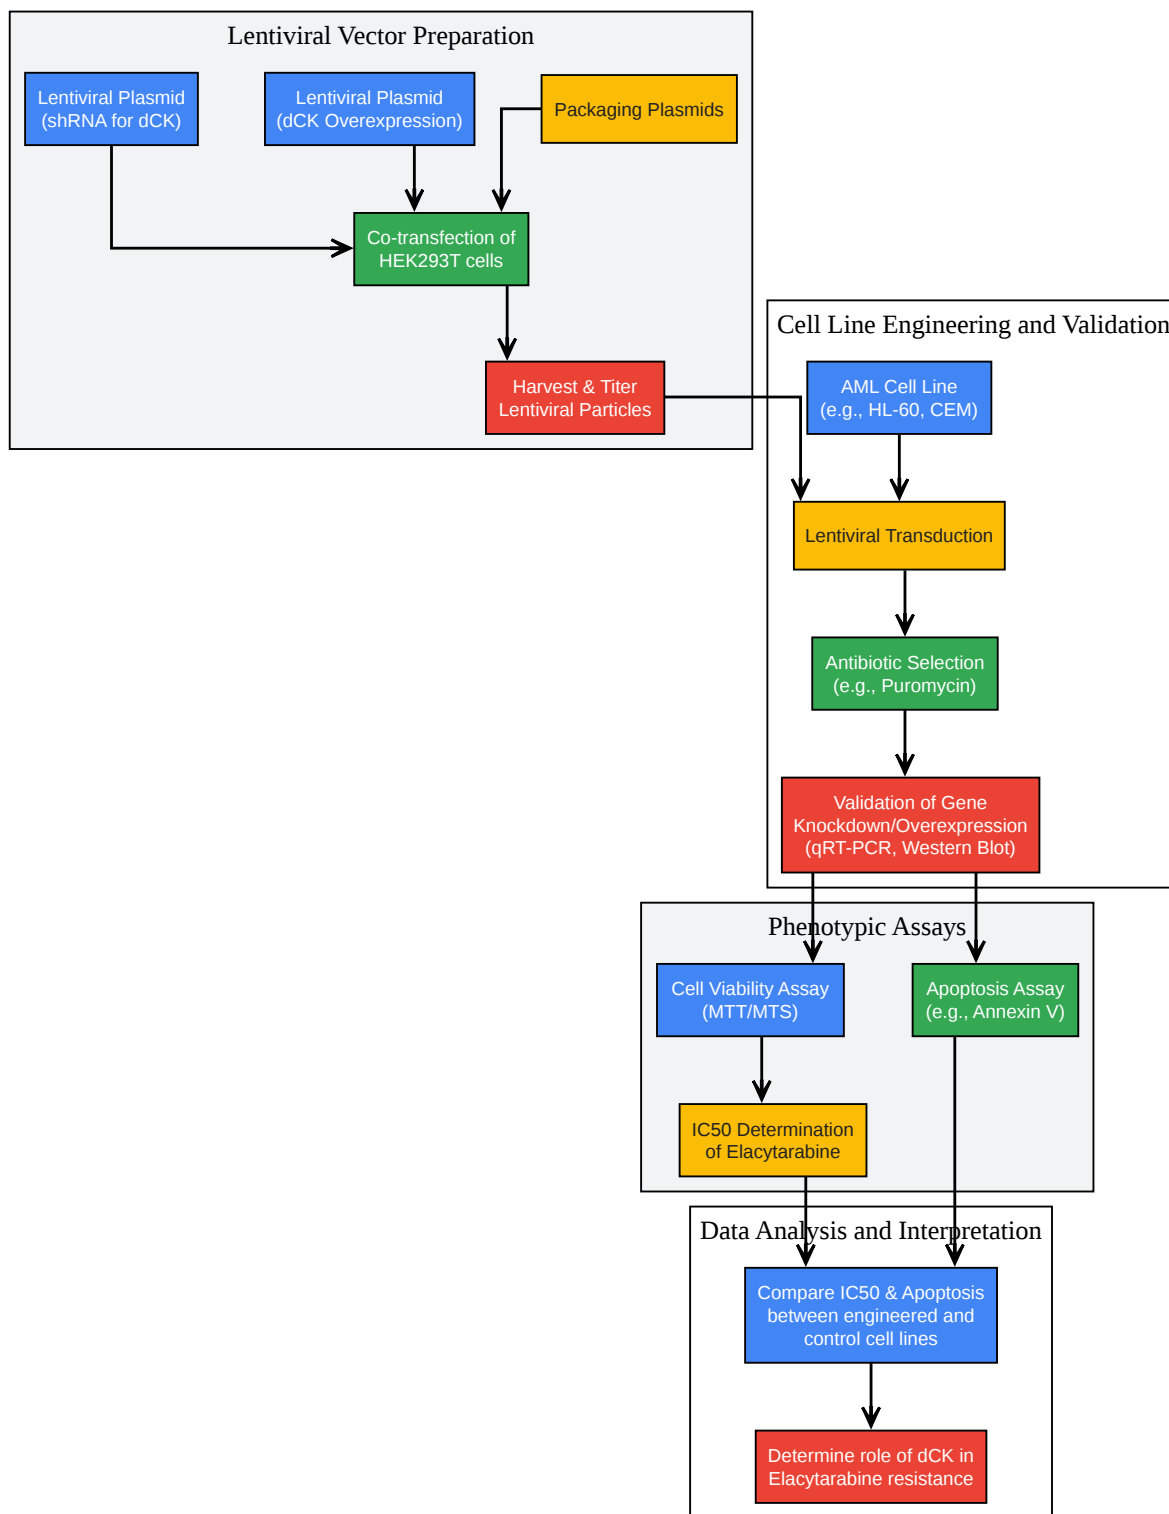 Lentiviral Vector Preparation
Lentiviral Plasmid
(shRNA for dCK)
Lentiviral Plasmid
(dCK Overexpression)
Packaging Plasmids
Co-transfection of
HEK293T cells
Harvest & Titer
Lentiviral Particles
Cell Line Engineering and Validation
AML Cell Line
(e.g., HL-60, CEM)
Lentiviral Transduction
Antibiotic Selection
(e.g., Puromycin)
Validation of Gene
Knockdown/Overexpression
(qRT-PCR, Western Blot)
Phenotypic Assays
Cell Viability Assay
(MTT/MTS)
Apoptosis Assay
(e.g., Annexin V)
IC50 Determination
of Elacytarabine
Data Analysis and Interpretation
Compare IC50 & Apoptosis
between engineered and
control cell lines
Determine role of dCK in
Elacytarabine resistance